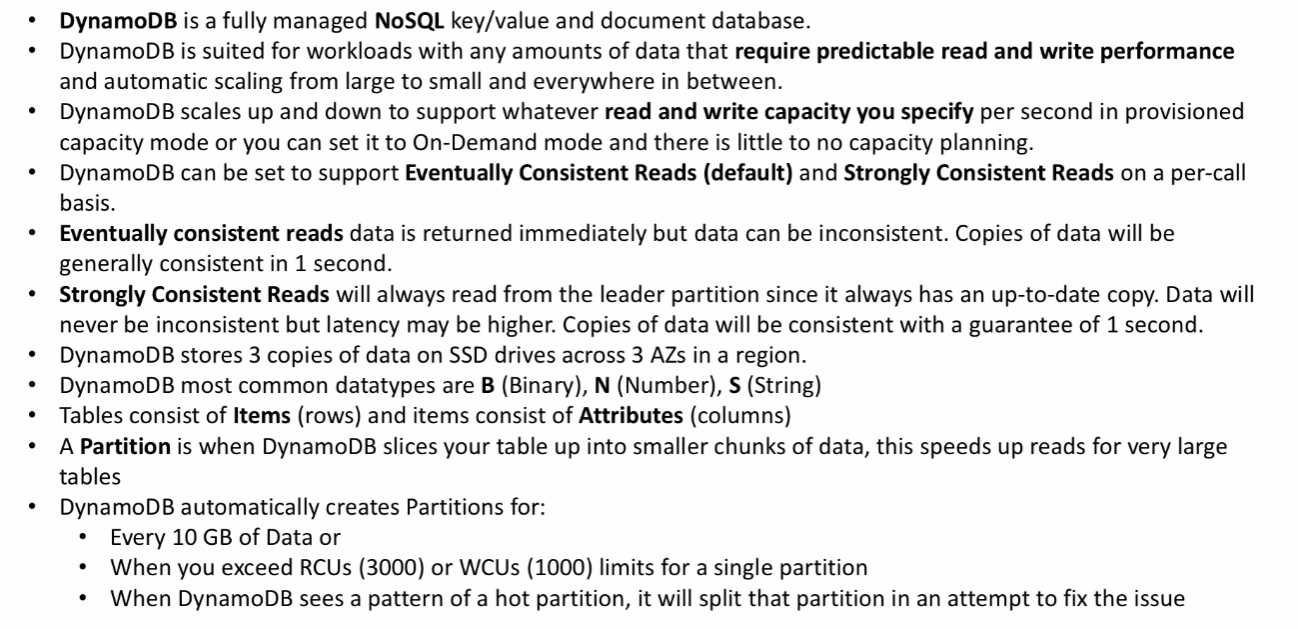 • DynamoDB is a fully managed NoSQL key/value and document database.
• DynamoDB is suited for workloads with any amounts of data that require predictable read and write performance
and automatic scaling from large to small and everywhere in between.
• DynamoDB scales up and down to support whatever read and write capacity you specify per second in provisioned
capacity mode or you can set it to On-Demand mode and there is little to no capacity planning.
• DynamoDB can be set to support Eventually Consistent Reads (default) and Strongly Consistent Reads on a per-call
basis.
• Eventually consistent reads data is returned immediately but data can be inconsistent. Copies of data will be
generally consistent in 1 second.
• Strongly Consistent Reads will always read from the leader partition since it always has an up-to-date copy. Data will
never be inconsistent but latency may be higher. Copies of data will be consistent with a guarantee of 1 second.
• DynamoDB stores 3 copies of data on SSD drives across 3 AZs in a region.
• DynamoDB most common datatypes are B (Binary), N (Number), S (String)
• Tables consist of Items (rows) and items consist of Attributes (columns)
• A Partition is when DynamoDB slices your table up into smaller chunks of data, this speeds up reads for very large
tables
• DynamoDB automatically creates Partitions for:
• Every 10 GB of Data or
• When you exceed RCUs (3000) or WCUs (1000) limits for a single partition
• When DynamoDB sees a pattern of a hot partition, it will split that partition in an attempt to fix the issue